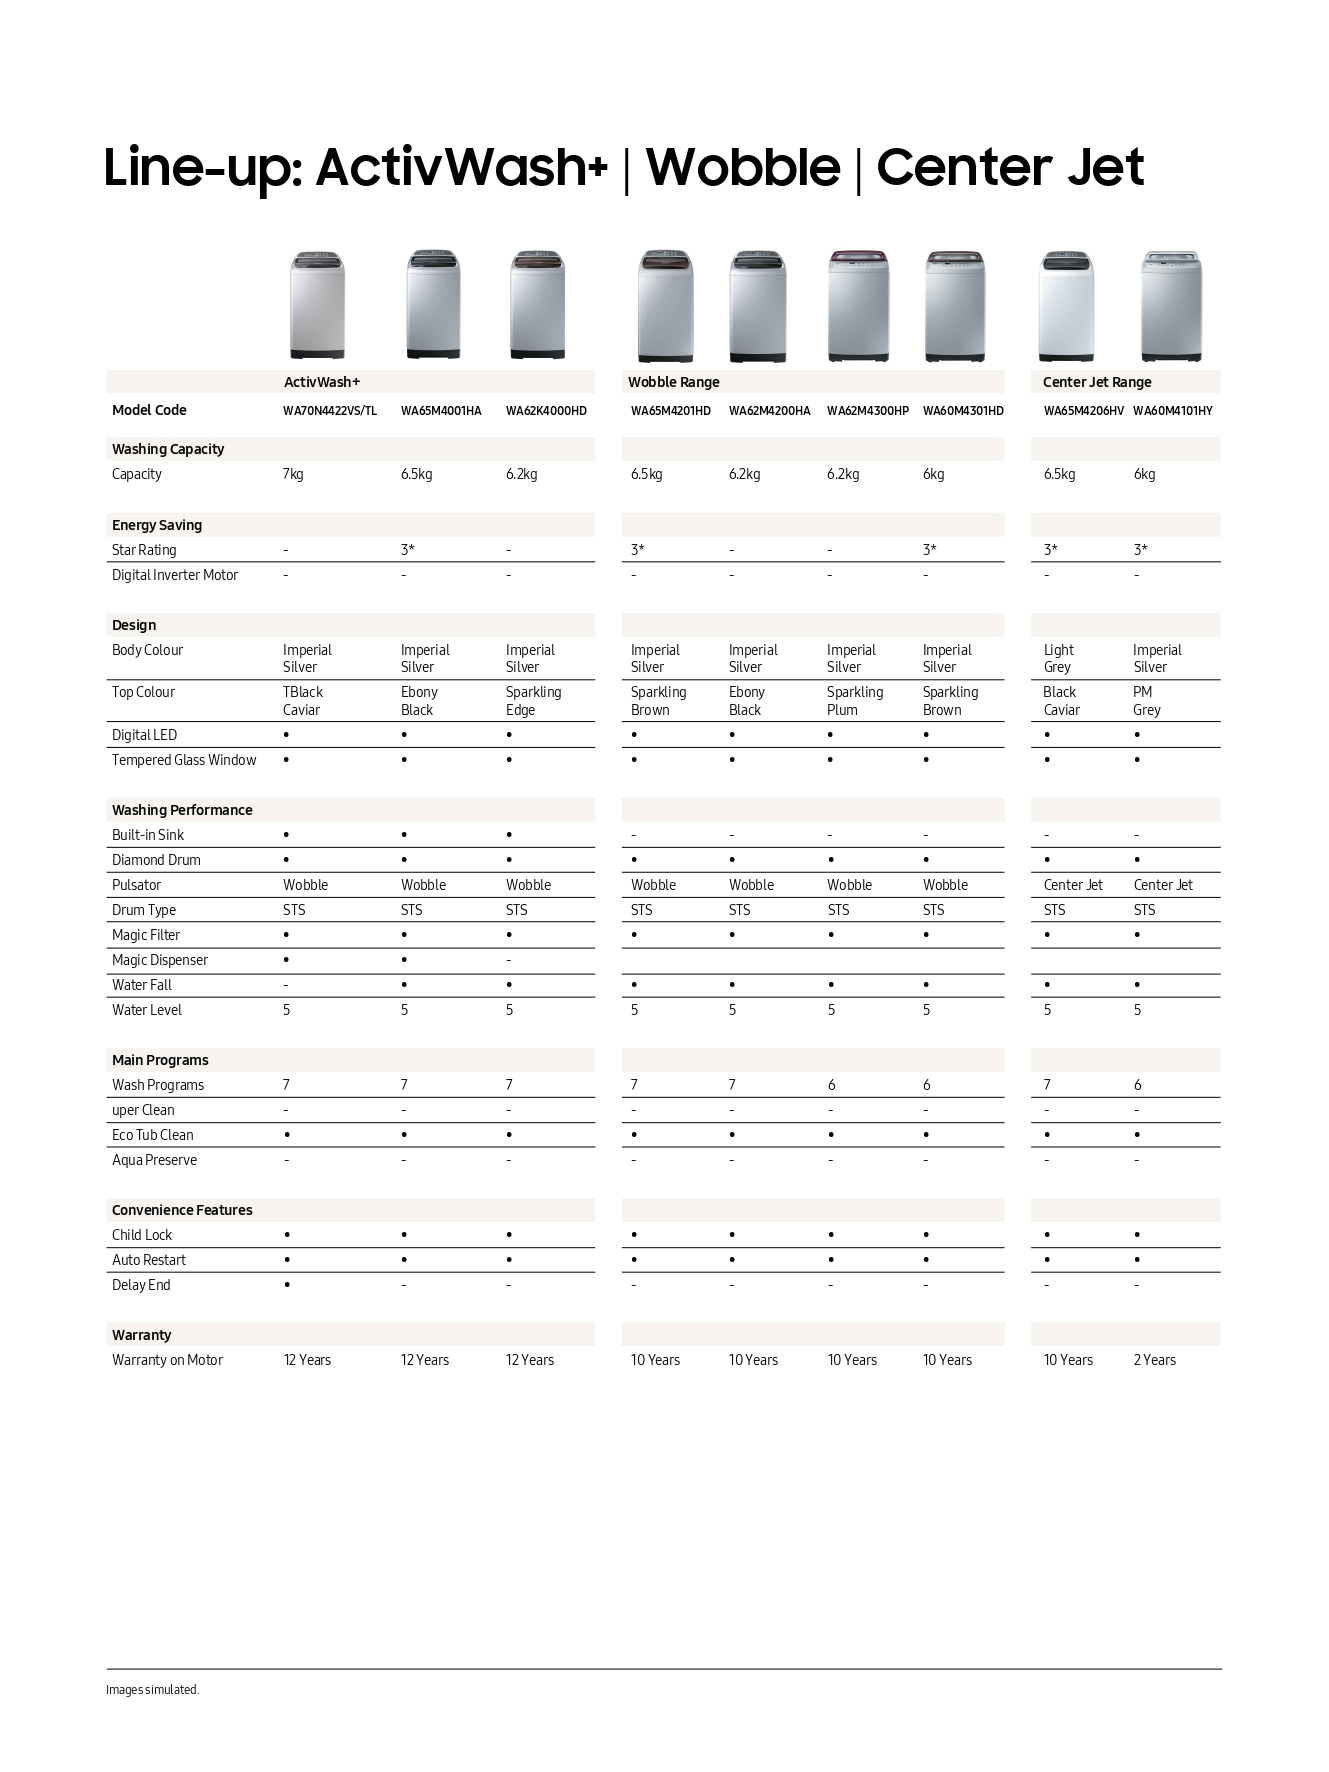 Line-up: ActivWash+ | Wobble | Center Jet
ActivWash+ Wobble Range Center Jet Range
Model Code WA70N4422VS/TL WA65M4001HA WA62K4000HD WA65M4201HD WA62M4200HA WA62M4300HP WA60M4301HD WA65M4206HV WA60M4101HY
Washing Capacity
Capacity 7kg 6.5kg 6.2kg 6.5kg 6.2kg 6.2kg 6kg 6.5kg 6kg
Energy Saving
Star Rating - 3* - 3* - - 3* 3* 3*
Digital Inverter Motor - - - - - - - - -
Design
Body Colour Imperial Imperial Imperial Imperial Imperial Imperial Imperial Light Imperial
Silver Silver Silver Silver Silver Silver Silver Grey Silver
Top Colour TBlack Ebony Sparkling Sparkling Ebony Sparkling Sparkling Black PM
Caviar Black Edge Brown Black Plum Brown Caviar Grey
Digital LED • • • • • • • • •
Tempered Glass Window • • • • • • • • •
Washing Performance
Built-in Sink • • • - - - - - -
Diamond Drum • • • • • • • • •
Pulsator Wobble Wobble Wobble Wobble Wobble Wobble Wobble Center Jet Center Jet
Drum Type STS STS STS STS STS STS STS STS STS
Magic Filter • • • • • • • • •
Magic Dispenser • • -
Water Fall - • • • • • • • •
Water Level 5 5 5 5 5 5 5 5 5
Main Programs
Wash Programs 7 7 7 7 7 6 6 7 6
uper Clean - - - - - - - - -
Eco Tub Clean • • • • • • • • •
Aqua Preserve - - - - - - - - -
Convenience Features
Child Lock • • • • • • • • •
Auto Restart • • • • • • • • •
Delay End • - - - - - - - -
Warranty
Warranty on Motor 12 Years 12 Years 12 Years 10 Years 10 Years 10 Years 10 Years 10 Years 2 Years
Images simulated.